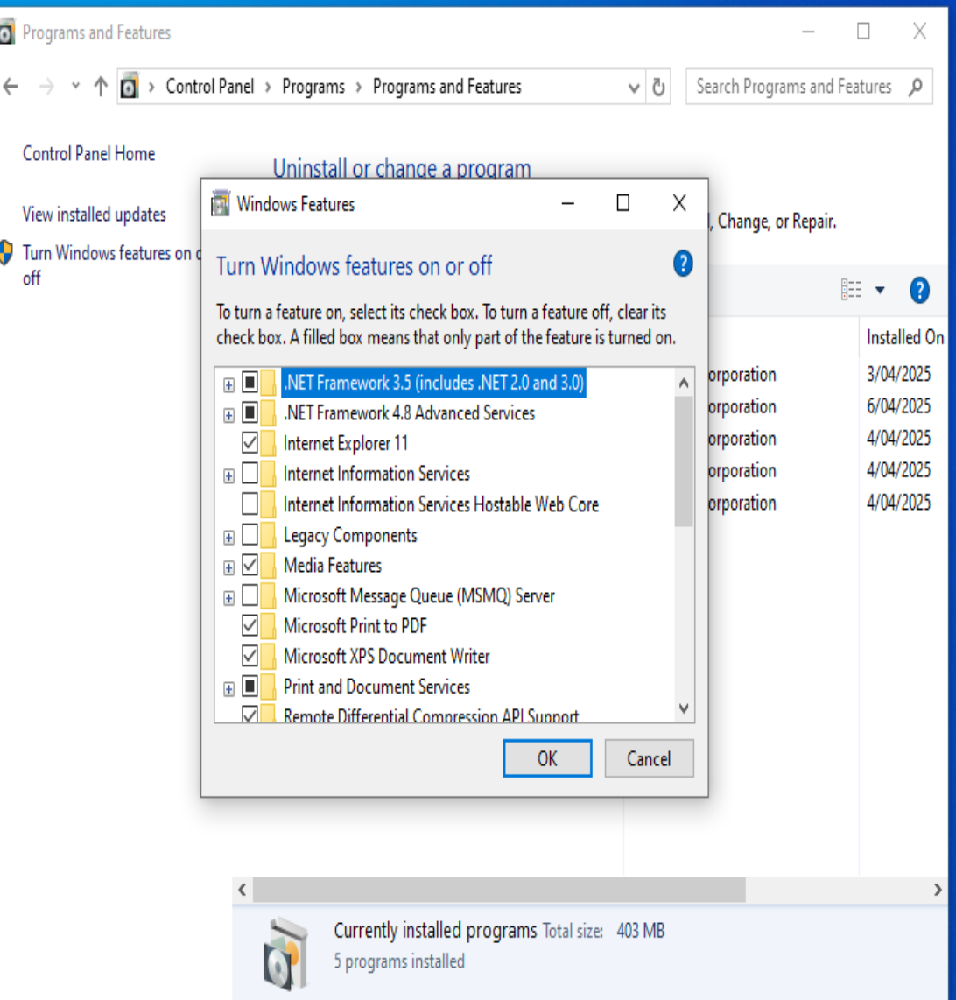 Programs and Features
Control Panel > Programs > Programs and Features
Search Programs and Features
Control Panel Home
View installed updates
Turn Windows features on
off
Uninstall or change a program
, Change, or Repair.
Windows Features
Turn Windows features on or off
To turn a feature on, select its check box. To turn a feature off, clear its
check box. A filled box means that only part of the feature is turned on.
.NET Framework 3.5 (includes .NET 2.0 and 3.0)
.NET Framework 4.8 Advanced Services
Internet Explorer 11
Internet Information Services
Internet Information Services Hostable Web Core
Legacy Components
Media Features
Microsoft Message Queue (MSMQ) Server
Microsoft Print to PDF
Microsoft XPS Document Writer
Print and Document Services
Remote Differential Compression API Support
OK Cancel
Installed On
orporation 3/04/2025
orporation 6/04/2025
orporation 4/04/2025
orporation 4/04/2025
orporation 4/04/2025
Currently installed programs Total size: 403 MB
5 programs installed